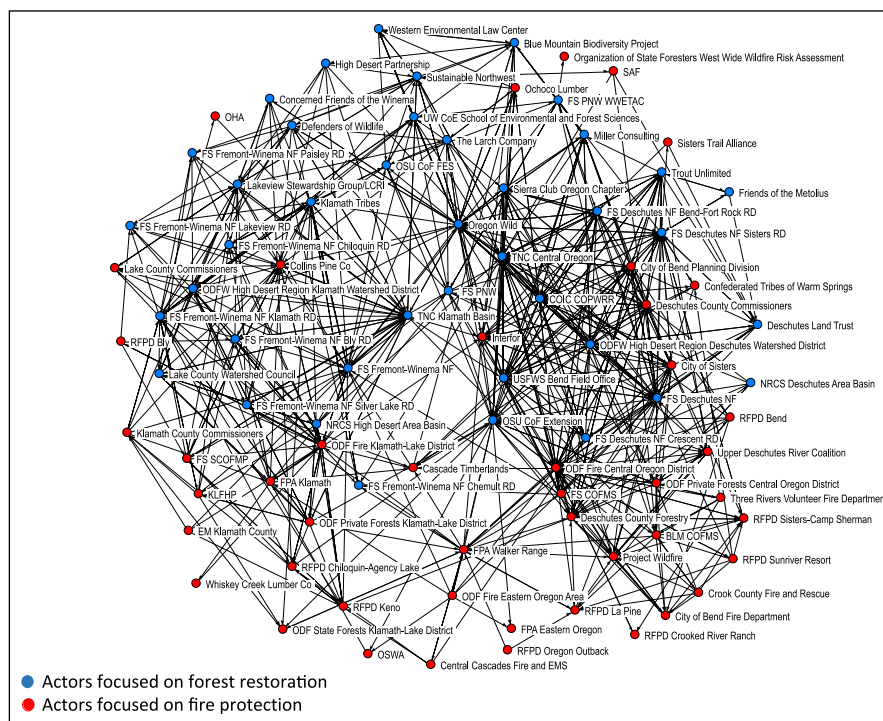 Western Environmental Law Center
Blue Mountain Biodiversity Project
Organization of State Foresters West Wide Wildfire Risk Assessment
High Desert Partnership
Sustainable Northwest
SAF
Ochoco Lumber
Concerned Friends of the Winema
FS PNW WWETAC
OHA
UW CoE School of Environmental and Forest Sciences
Defenders of Wildlife
Miller Consulting
The Larch Company
Sisters Trail Alliance
FS Fremont-Winema NF Paisley RD
OSU CoF FES
Trout Unlimited
Lakeview Stewardship Group/LCRI
Sierra Club Oregon Chapter
Friends of the Metolius
Klamath Tribes
FS Deschutes NF Bend-Fort Rock RD
FS Fremont-Winema NF Lakeview RD
Oregon Wild
FS Deschutes NF Sisters RD
FS Fremont-Winema NF Chiloquin RD
TNC Central Oregon
Collins Pine Co
Lake County Commissioners
City of Bend Planning Division
ODFW High Desert Region Klamath Watershed District
FS PNW
COIC COPWRR
Confederated Tribes of Warm Springs
Deschutes County Commissioners
FS Fremont-Winema NF Klamath RD
TNC Klamath Basin
Deschutes Land Trust
RFPD Bly
FS Fremont-Winema NF Bly RD
Interfor
ODFW High Desert Region Deschutes Watershed District
Lake County Watershed Council
FS Fremont-Winema NF
City of Sisters
USFWS Bend Field Office
NRCS Deschutes Area Basin
FS Fremont-Winema NF Silver Lake RD
FS Deschutes NF
RFPD Bend
NRCS High Desert Area Basin
OSU CoF Extension
Klamath County Commissioners
ODF Fire Klamath-Lake District
FS Deschutes NF Crescent RD
Upper Deschutes River Coalition
FS SCOFMP
Cascade Timberlands
ODF Fire Central Oregon District
FPA Klamath
FS Fremont-Winema NF Chemult RD
ODF Private Forests Central Oregon District
KLFHP
FS COFMS
Three Rivers Volunteer Fire Department
ODF Private Forests Klamath-Lake District
Deschutes County Forestry
RFPD Sisters-Camp Sherman
EM Klamath County
BLM COFMS
FPA Walker Range
Project Wildfire
RFPD Sunriver Resort
RFPD Chiloquin-Agency Lake
Whiskey Creek Lumber Co
Crook County Fire and Rescue
ODF Fire Eastern Oregon Area
RFPD Keno
RFPD La Pine
City of Bend Fire Department
ODF State Forests Klamath-Lake District
FPA Eastern Oregon
RFPD Crooked River Ranch
OSWA
RFPD Oregon Outback
Central Cascades Fire and EMS
Actors focused on forest restoration
Actors focused on fire protection